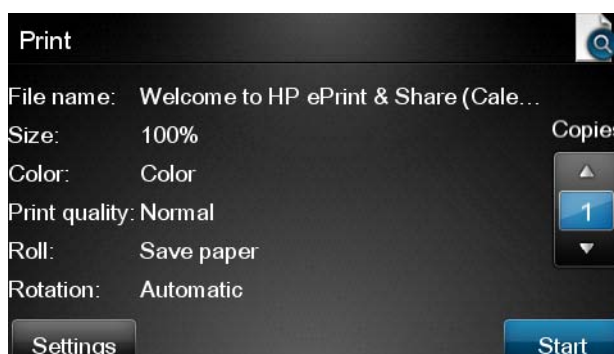 Print
File name: Welcome to HP ePrint & Share (Cale...
Size: 100%
Copies
Color: Color
Print quality: Normal
1
Roll: Save paper
Rotation: Automatic
Settings
Start